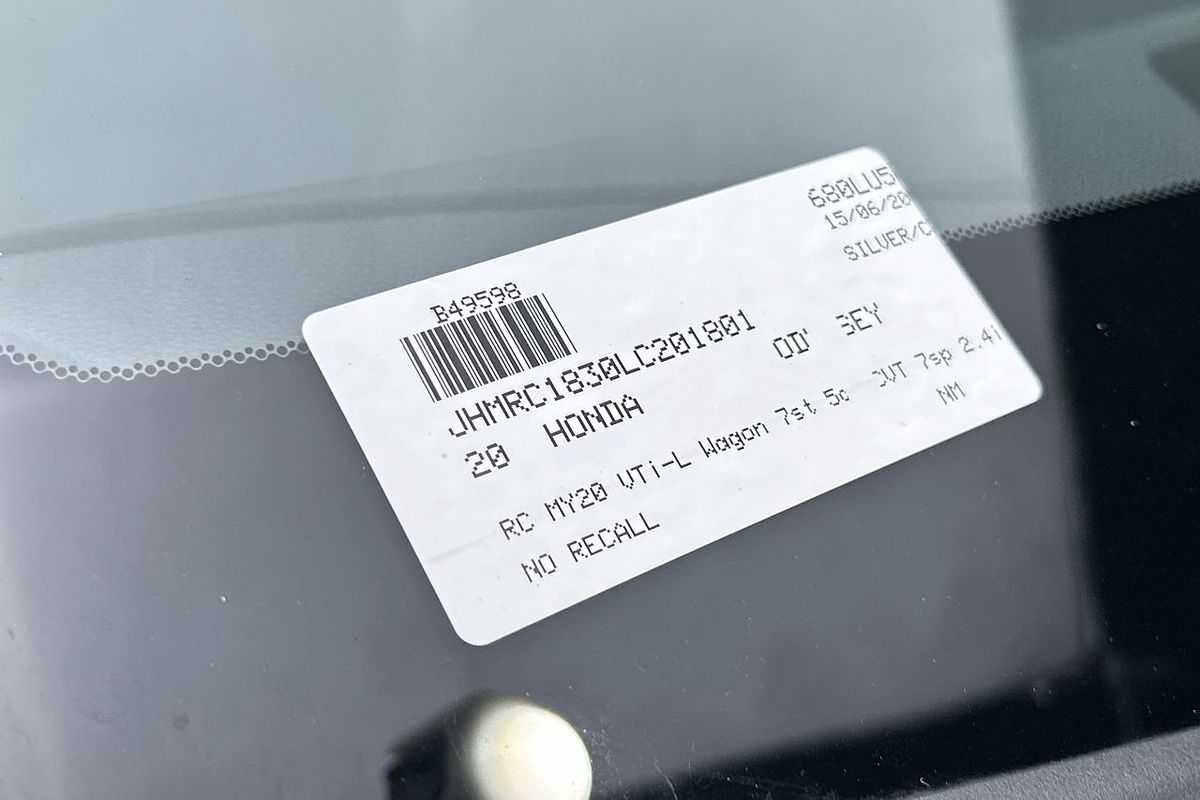 680LU5
15/06/20
SILVER/C
B49598
JHMRC1830LC201801
20 HONDA
RC MY20 VTi-L Wagon 7st 7sp 2.4i
NO RECALL NM